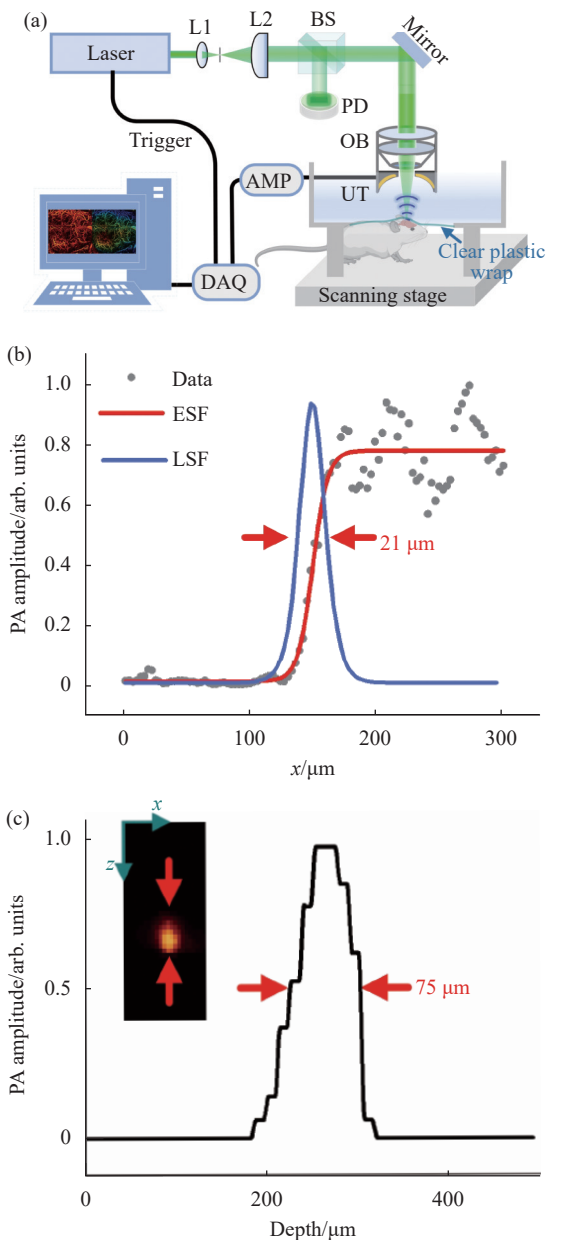 (a)
L1
L2
BS
Mirror
Laser
PD
Trigger
OB
AMP
UT
Clear plastic
wrap
DAQ
Scanning stage
(b)
1.0
Data
ESF
0.8
LSF
PA amplitude/arb. units
0.6
21 μm
0.4
0.2
0
0
100
200
300
x/μm
(c)
x
1.0
z
PA amplitude/arb. units
0.5
75 μm
0
0
200
400
Depth/μm